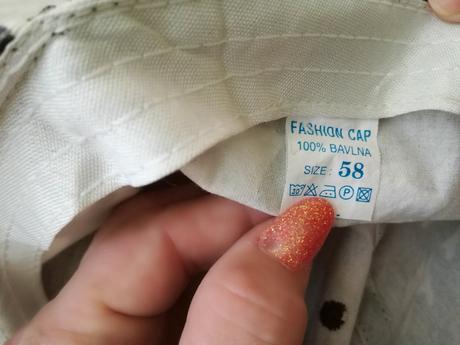 FASHION CAP
100% BAVLNA
SIZE: 58